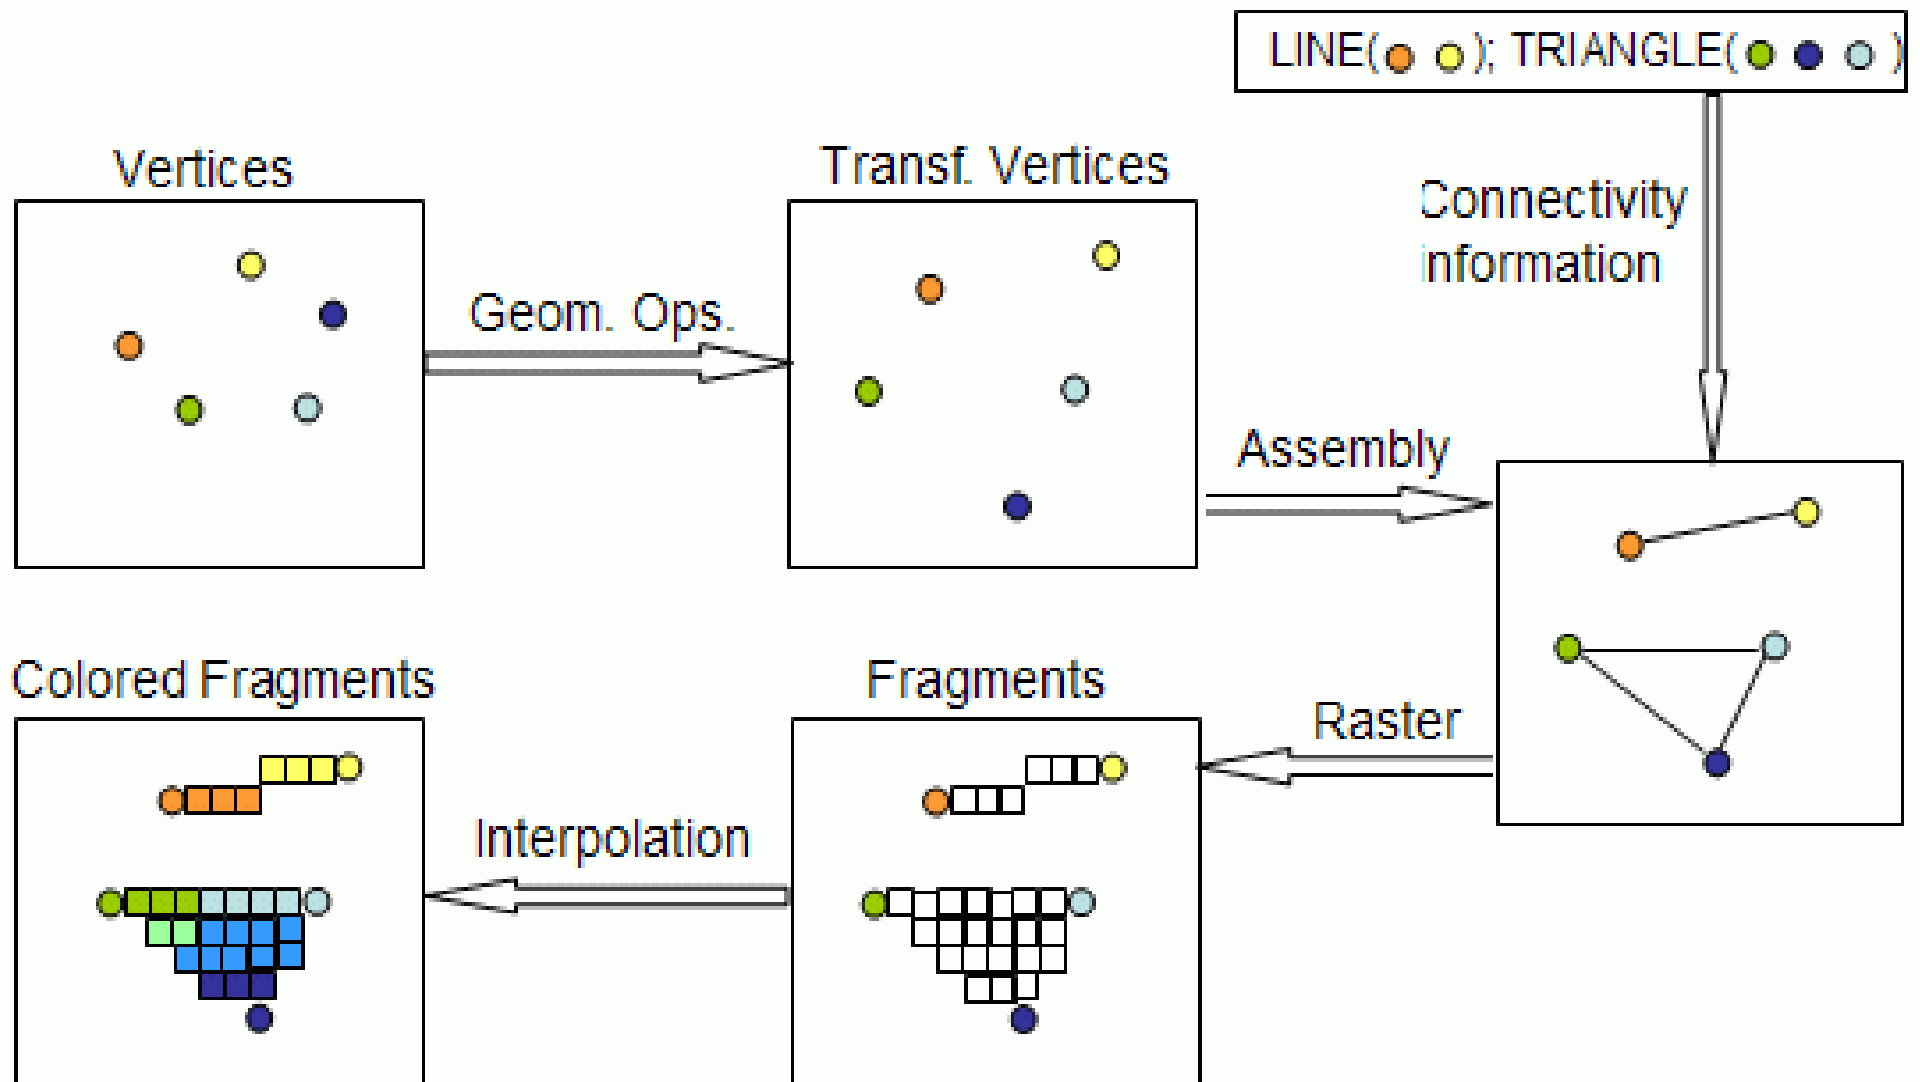 LINE( ); TRIANGLE( )
Vertices
Transf. Vertices
Connectivity
information
Geom. Ops.
Assembly
Colored Fragments
Fragments
Raster
Interpolation